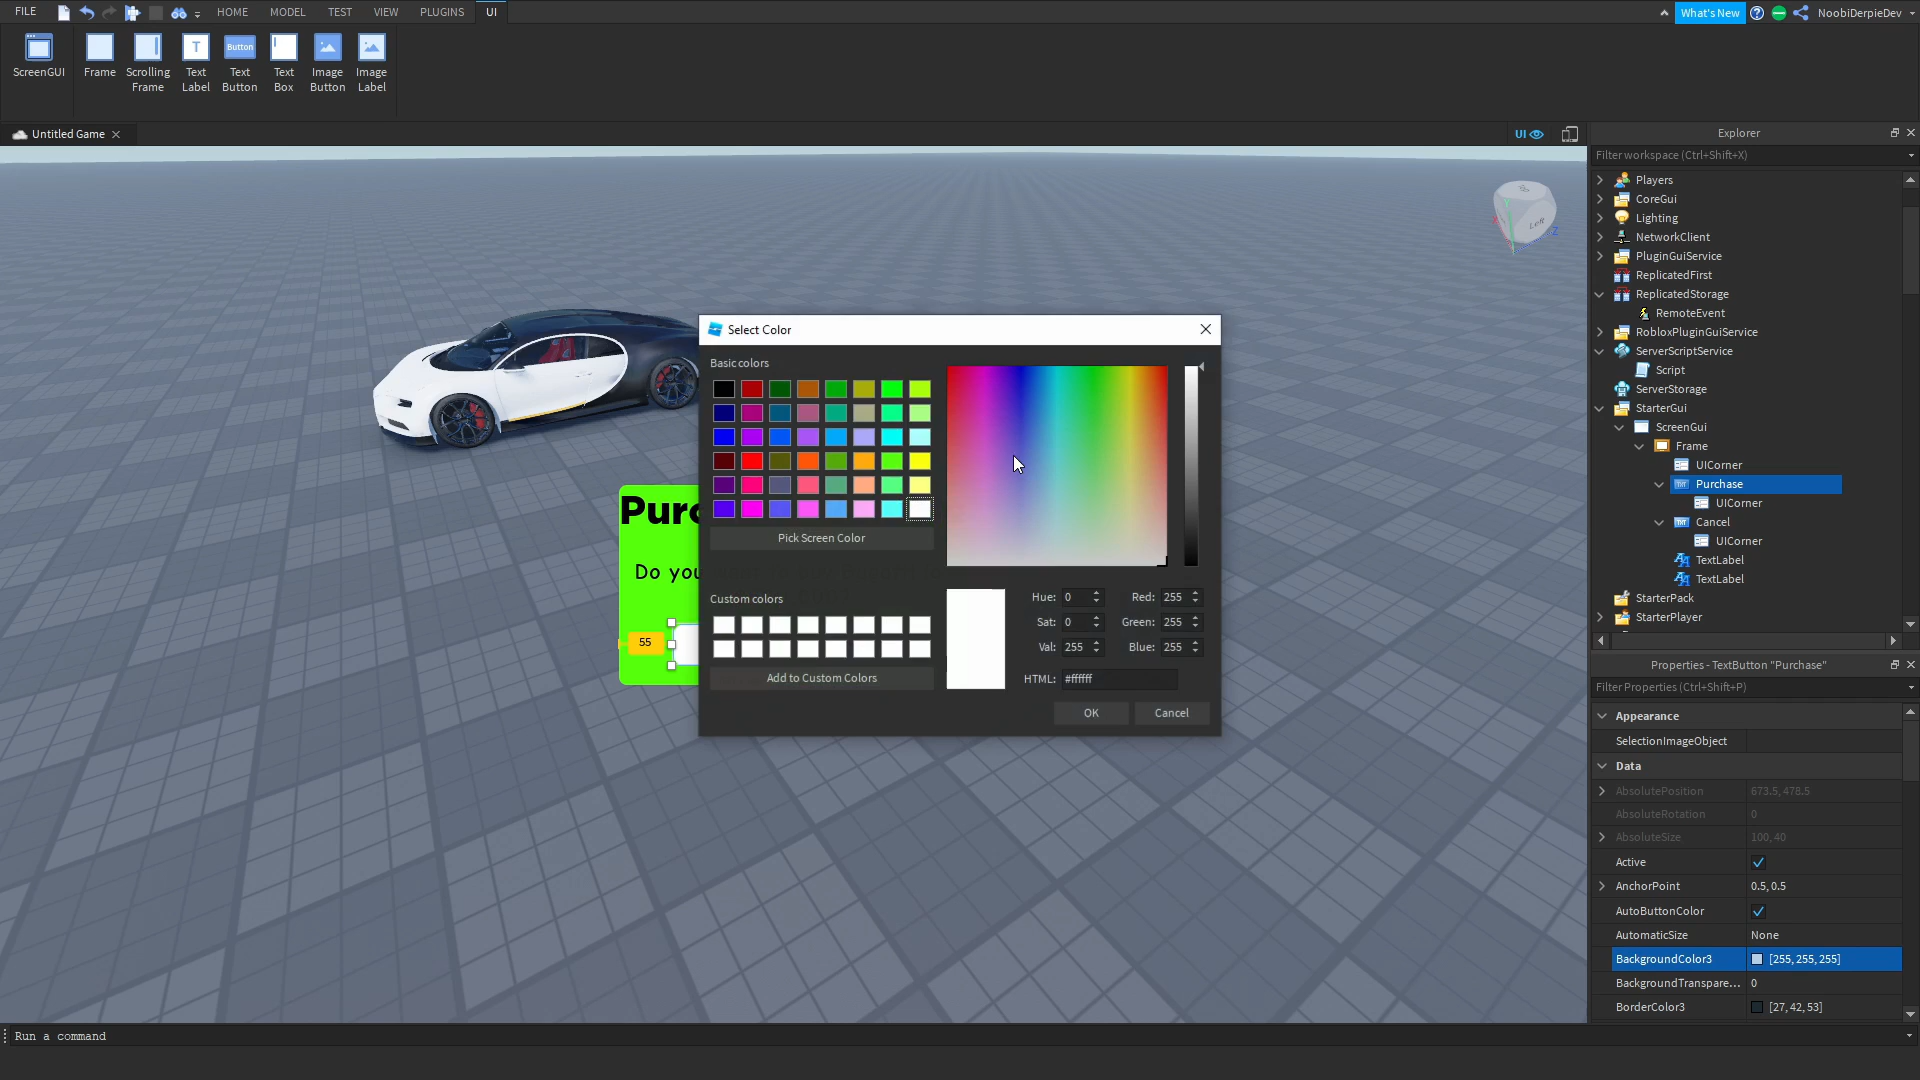 FILE HOME MODEL TEST VIEW PLUGINS UI What's New NoobiDerpieDev
ScreenGUI Frame Scrolling Frame T Text Label Button Text Button Text Box Image Button Image Label
Untitled Game UI
Explorer
Filter workspace (Ctrl+Shift+X)
Players
CoreGui
Lighting
NetworkClient
PluginGuiService
ReplicatedFirst
ReplicatedStorage
RemoteEvent
RobloxPluginGuiService
ServerScriptService
Script
ServerStorage
StarterGui
ScreenGui
Frame
UICorner
Purchase
UICorner
Cancel
UICorner
TextLabel
TextLabel
StarterPack
StarterPlayer
Left
Z
Purc
Do you
55
Select Color
Basic colors
Pick Screen Color
Custom colors
Add to Custom Colors
Hue: 0 Red: 255
Sat: 0 Green: 255
Val: 255 Blue: 255
HTML: #ffffff
OK Cancel
Properties - TextButton "Purchase"
Filter Properties (Ctrl+Shift+P)
Appearance
SelectionImageObject
Data
AbsolutePosition 673.5, 478.5
AbsoluteRotation 0
AbsoluteSize 100, 40
Active
AnchorPoint 0.5, 0.5
AutoButtonColor
AutomaticSize None
BackgroundColor3 [255, 255, 255]
BackgroundTranspare... 0
BorderColor3 [27, 42, 53]
Run a command